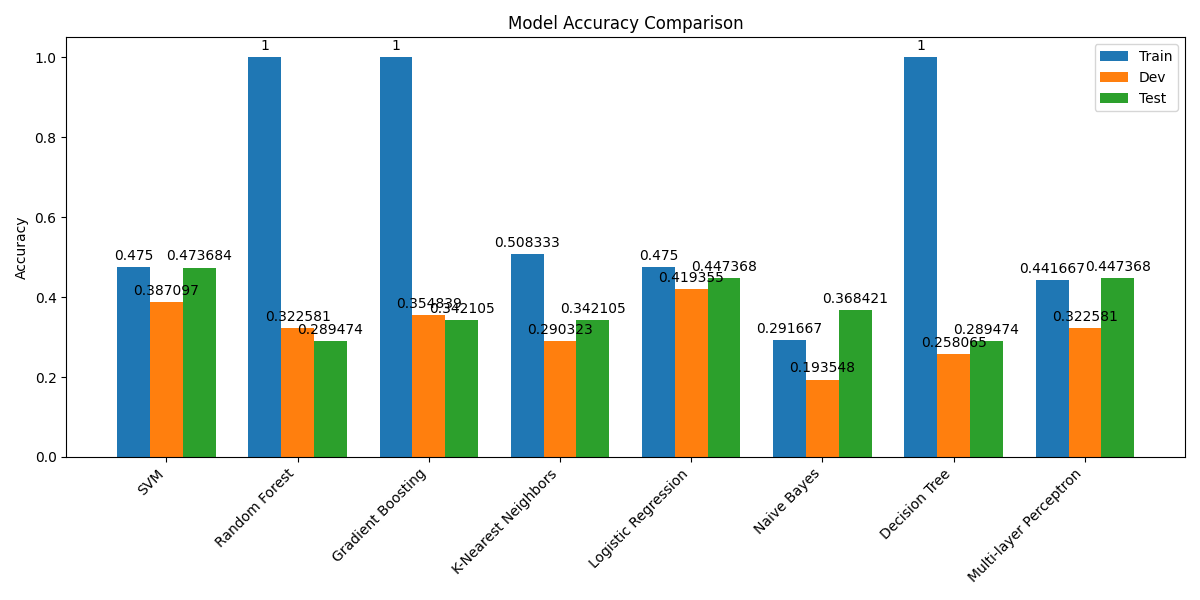 Model Accuracy Comparison
Train
Dev
Test
Accuracy
1.0
0.8
0.6
0.4
0.2
0.0
0.475
0.387097
0.473684
1
0.322581
0.289474
1
0.354839
0.342105
0.508333
0.290323
0.342105
0.475
0.419355
0.447368
0.291667
0.193548
0.368421
1
0.258065
0.289474
0.441667
0.322581
0.447368
SVM
Random Forest
Gradient Boosting
K-Nearest Neighbors
Logistic Regression
Naive Bayes
Decision Tree
Multi-layer Perceptron